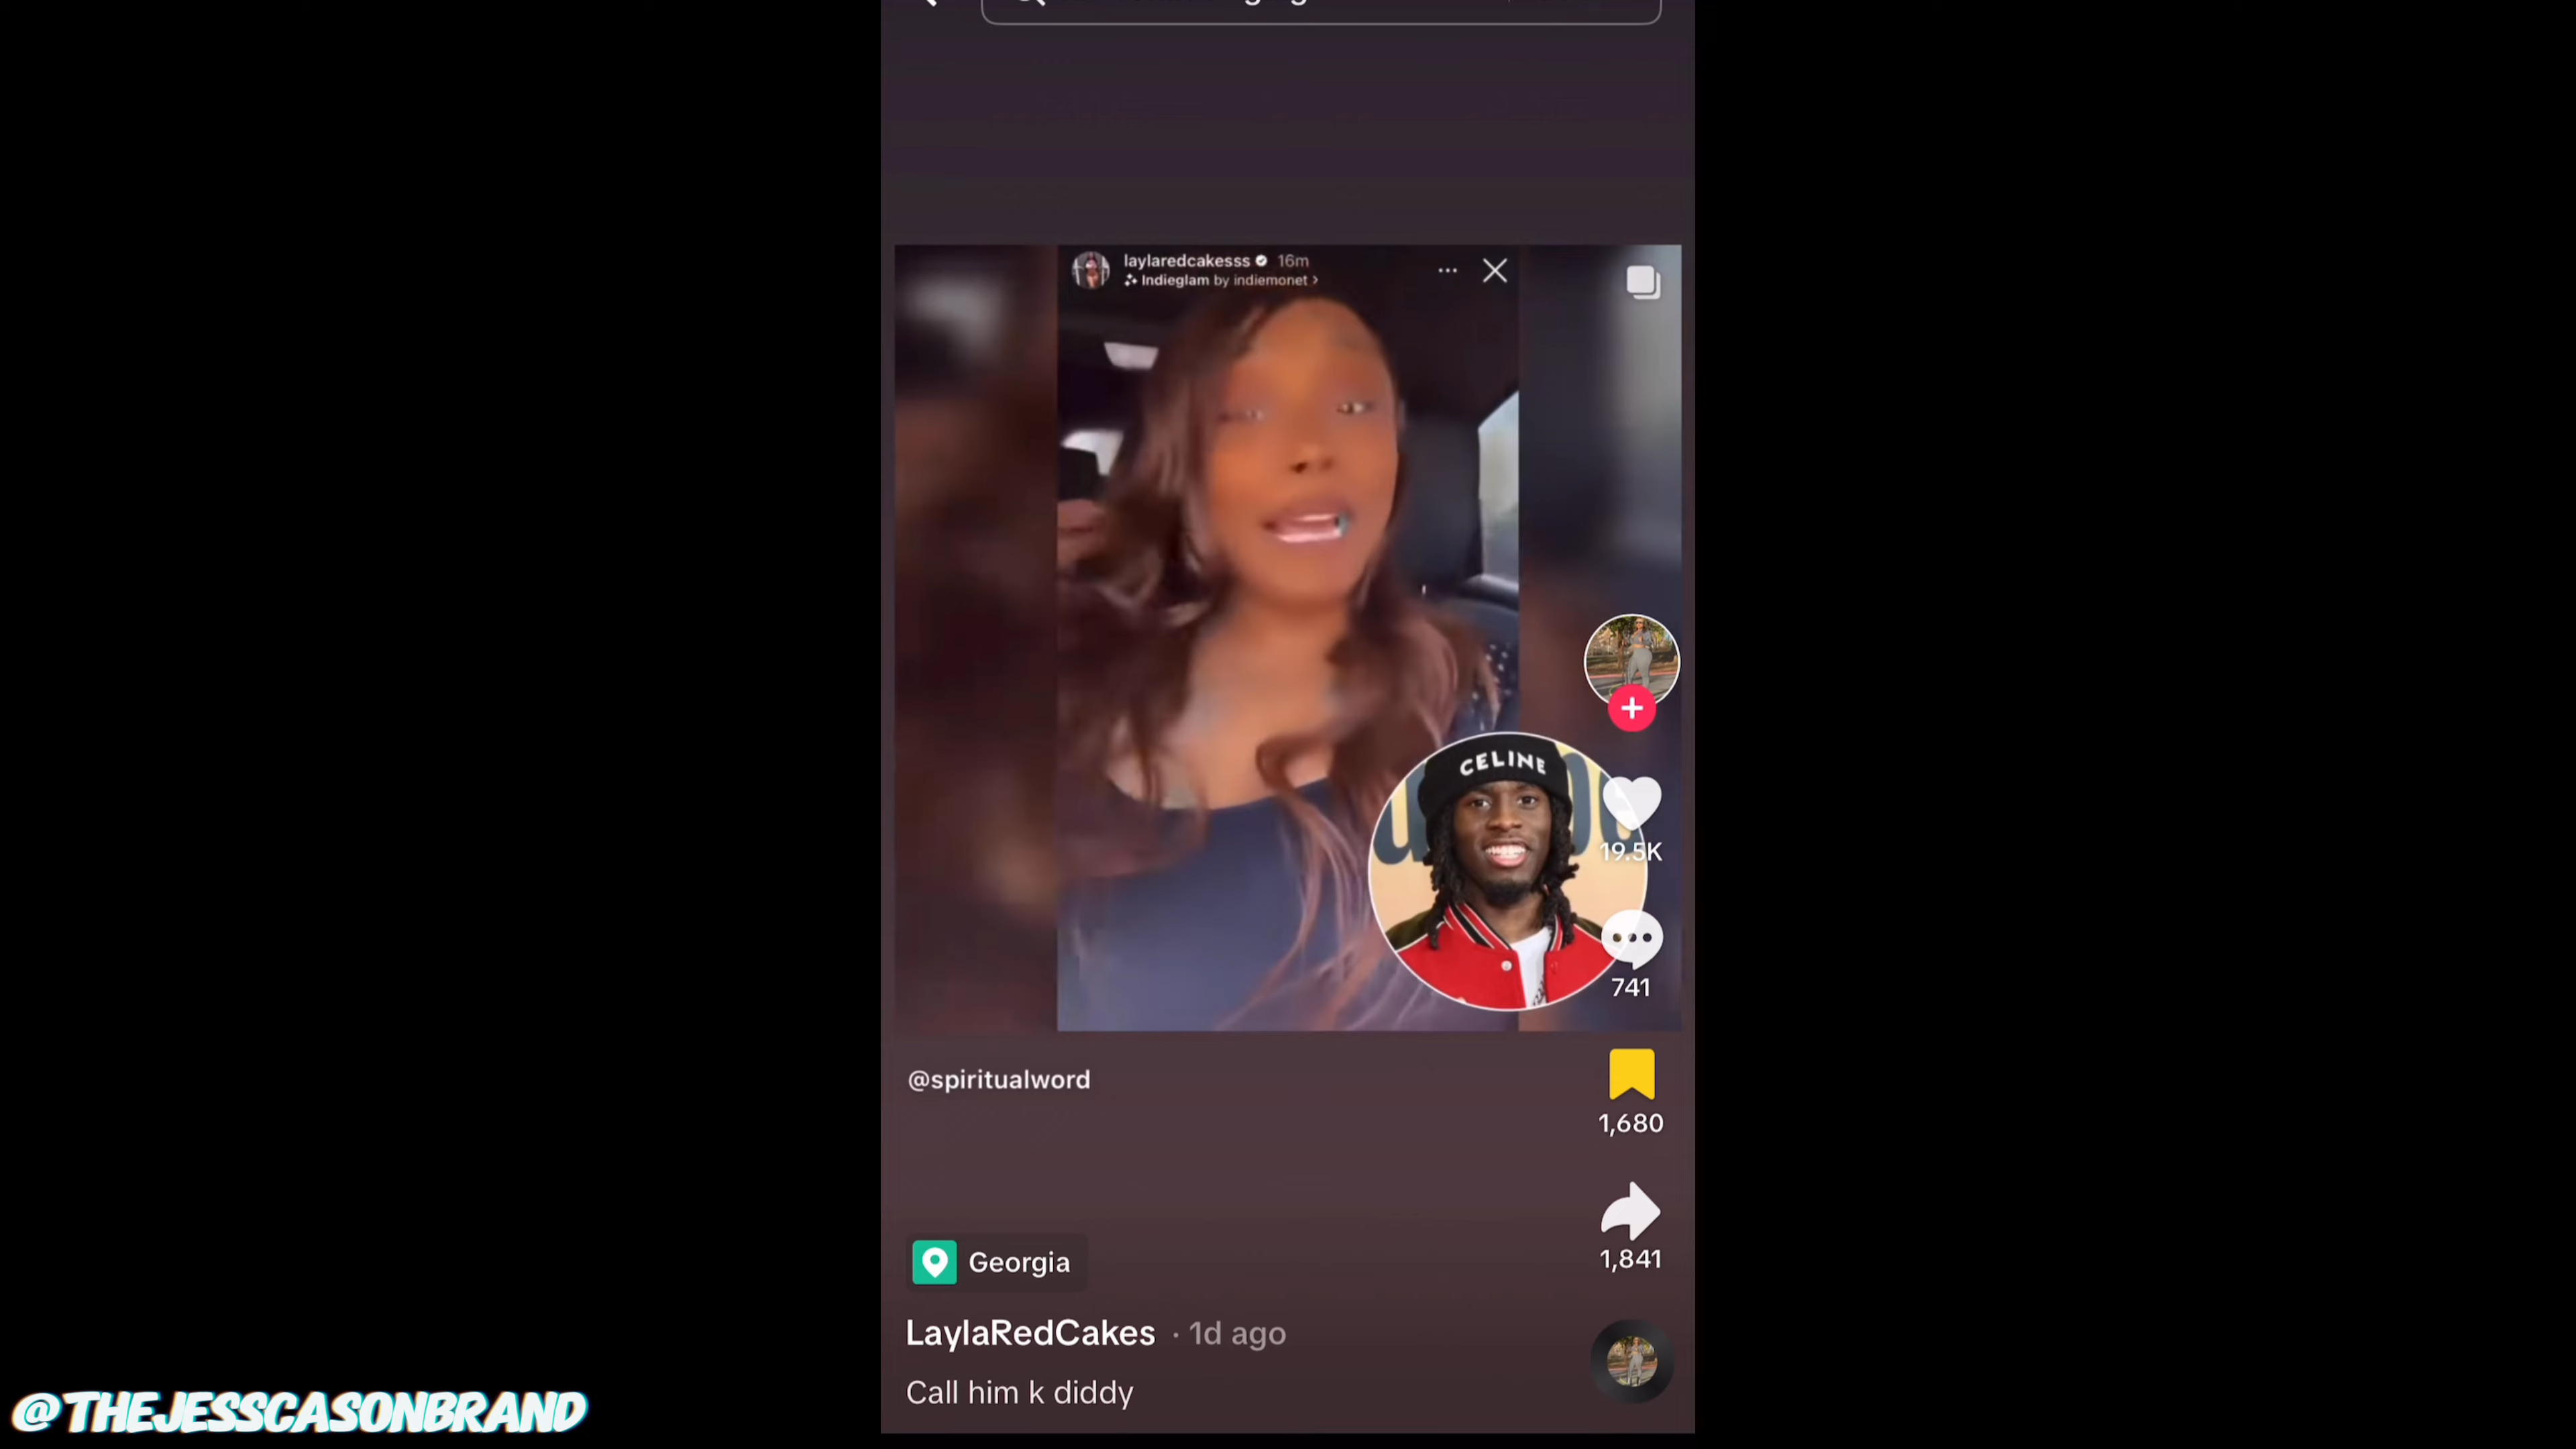 laylaredcakesss 16m
Indieglam by indiemonet >
CELINE
19.5K
741
@spiritualword
1,680
1,841
Georgia
LaylaRedCakes · 1d ago
Call him k diddy
@THEJESSCASONBRAND